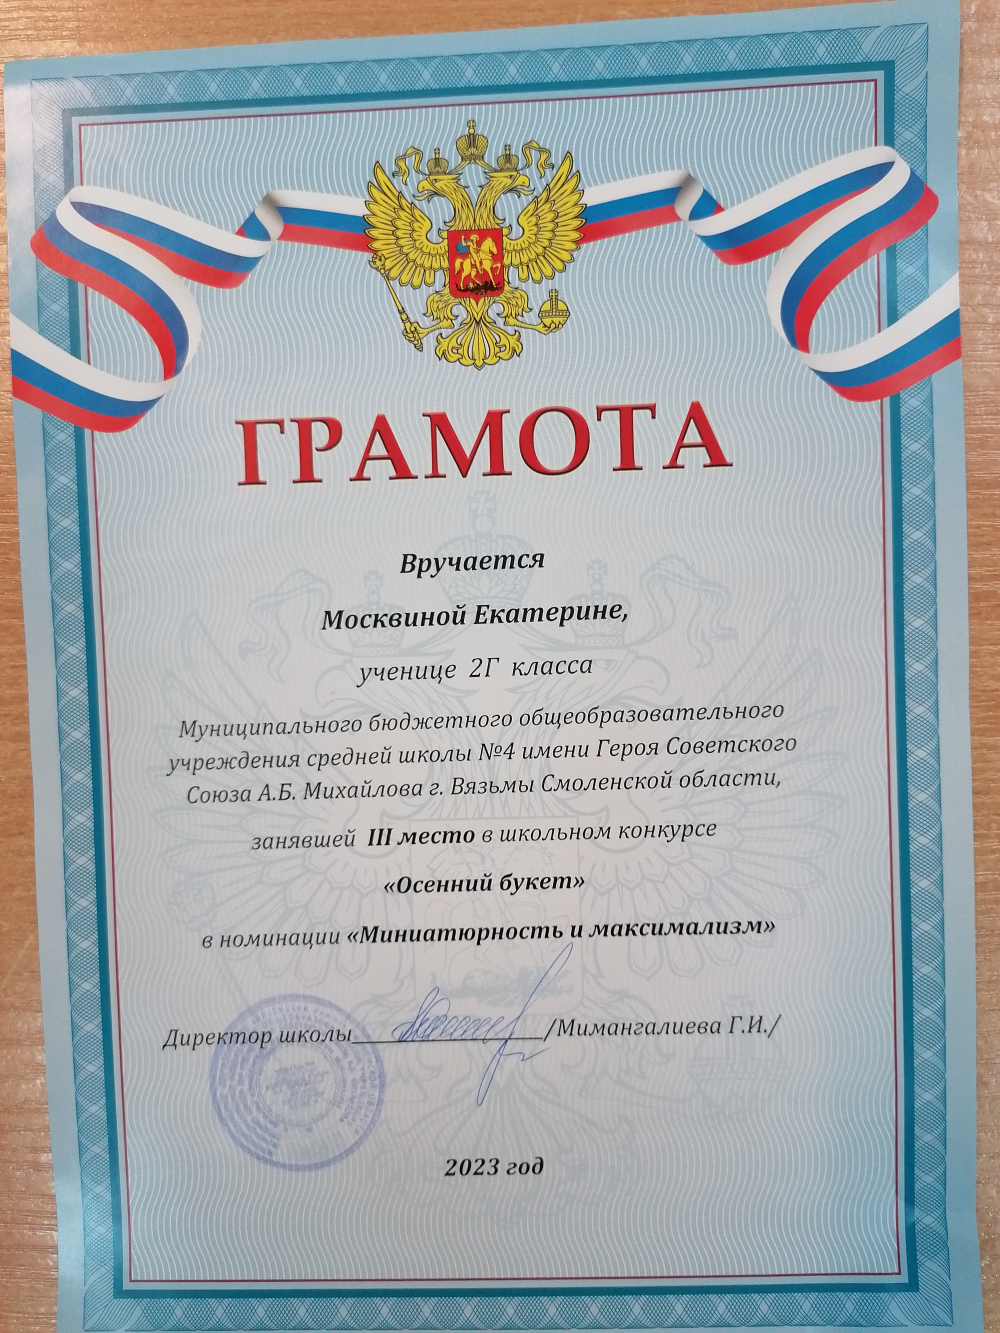 ГРАМОТА
Вручается
Москвиной Екатерине,
ученице 2Г класса
Муниципального бюджетного общеобразовательного
учреждения средней школы №4 имени Героя Советского
Союза А.Б. Михайлова г. Вязьмы Смоленской области,
занявшей III место в школьном конкурсе
«Осенний букет»
в номинации «Миниатюрность и максимализм»
Директор школы /Мимангалиева Г.И./
2023 год